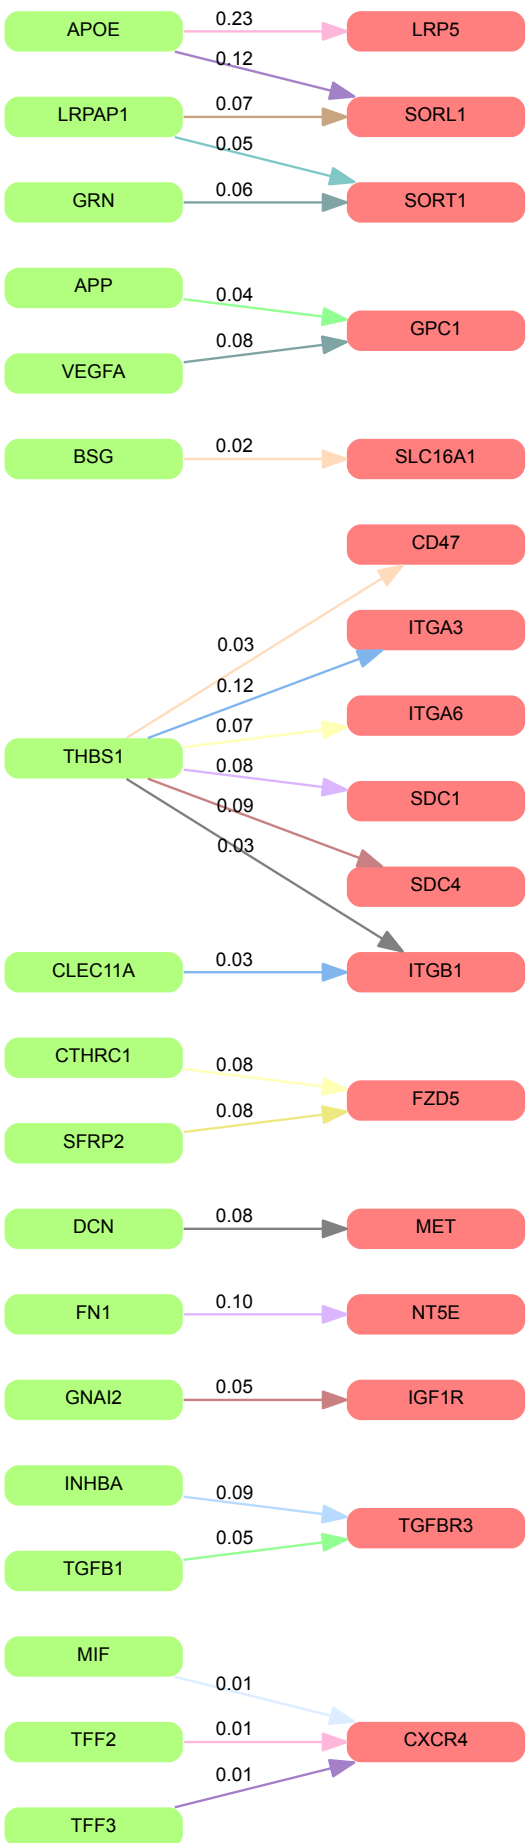 APOE 0.23 LRP5
0.12
LRPAP1 0.07 SORL1
0.05
GRN 0.06 SORT1
APP 0.04
GPC1
VEGFA 0.08
BSG 0.02 SLC16A1
CD47
ITGA3
0.03
0.12
ITGA6
0.07
THBS1 0.08
SDC1
0.09
0.03
SDC4
CLEC11A 0.03 ITGB1
CTHRC1 0.08
FZD5
SFRP2 0.08
DCN 0.08 MET
FN1 0.10 NT5E
GNAI2 0.05 IGF1R
INHBA 0.09
TGFBR3
TGFB1 0.05
MIF
0.01
TFF2 0.01 CXCR4
0.01
TFF3